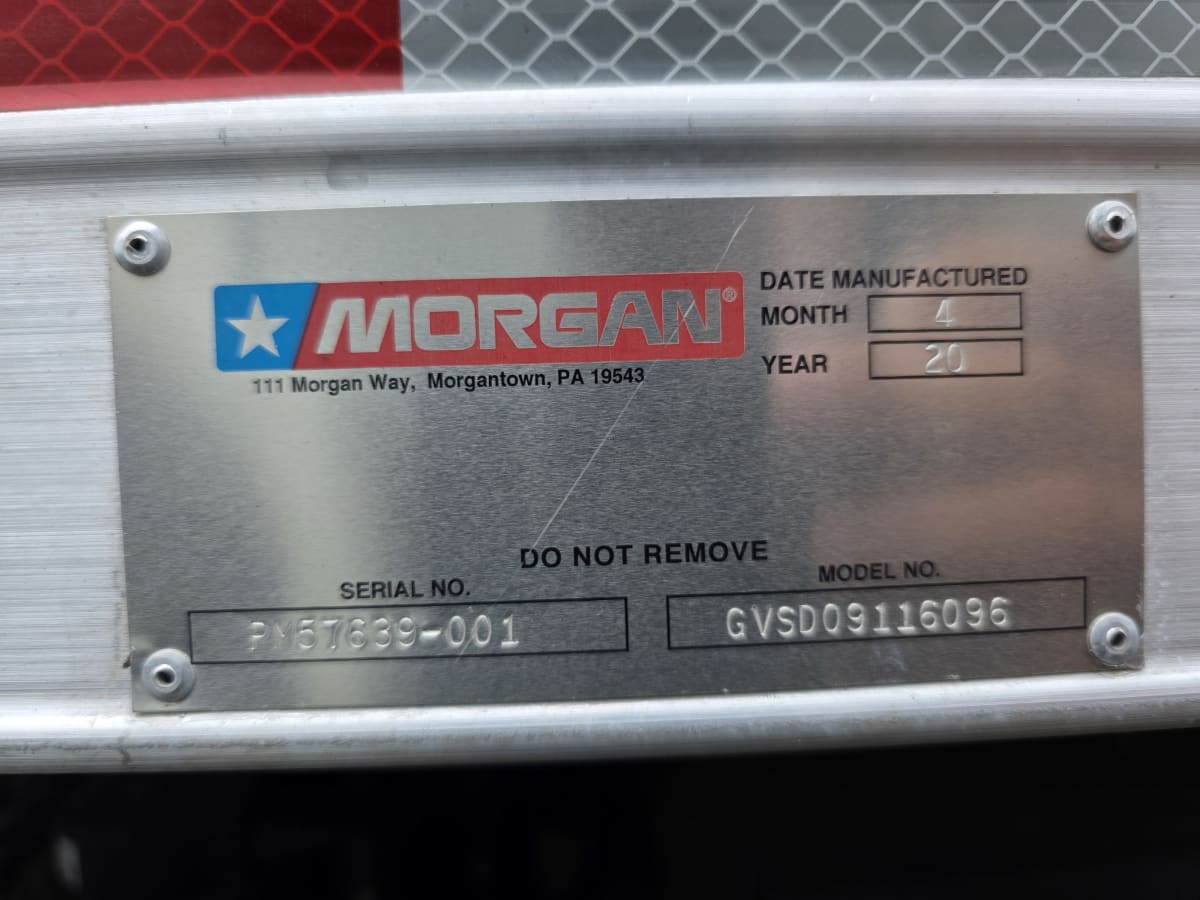 MORGAN®
111 Morgan Way, Morgantown, PA 19543
DATE MANUFACTURED
MONTH 4
YEAR 20
DO NOT REMOVE
SERIAL NO.
PM57639-001
MODEL NO.
GVSD09116096